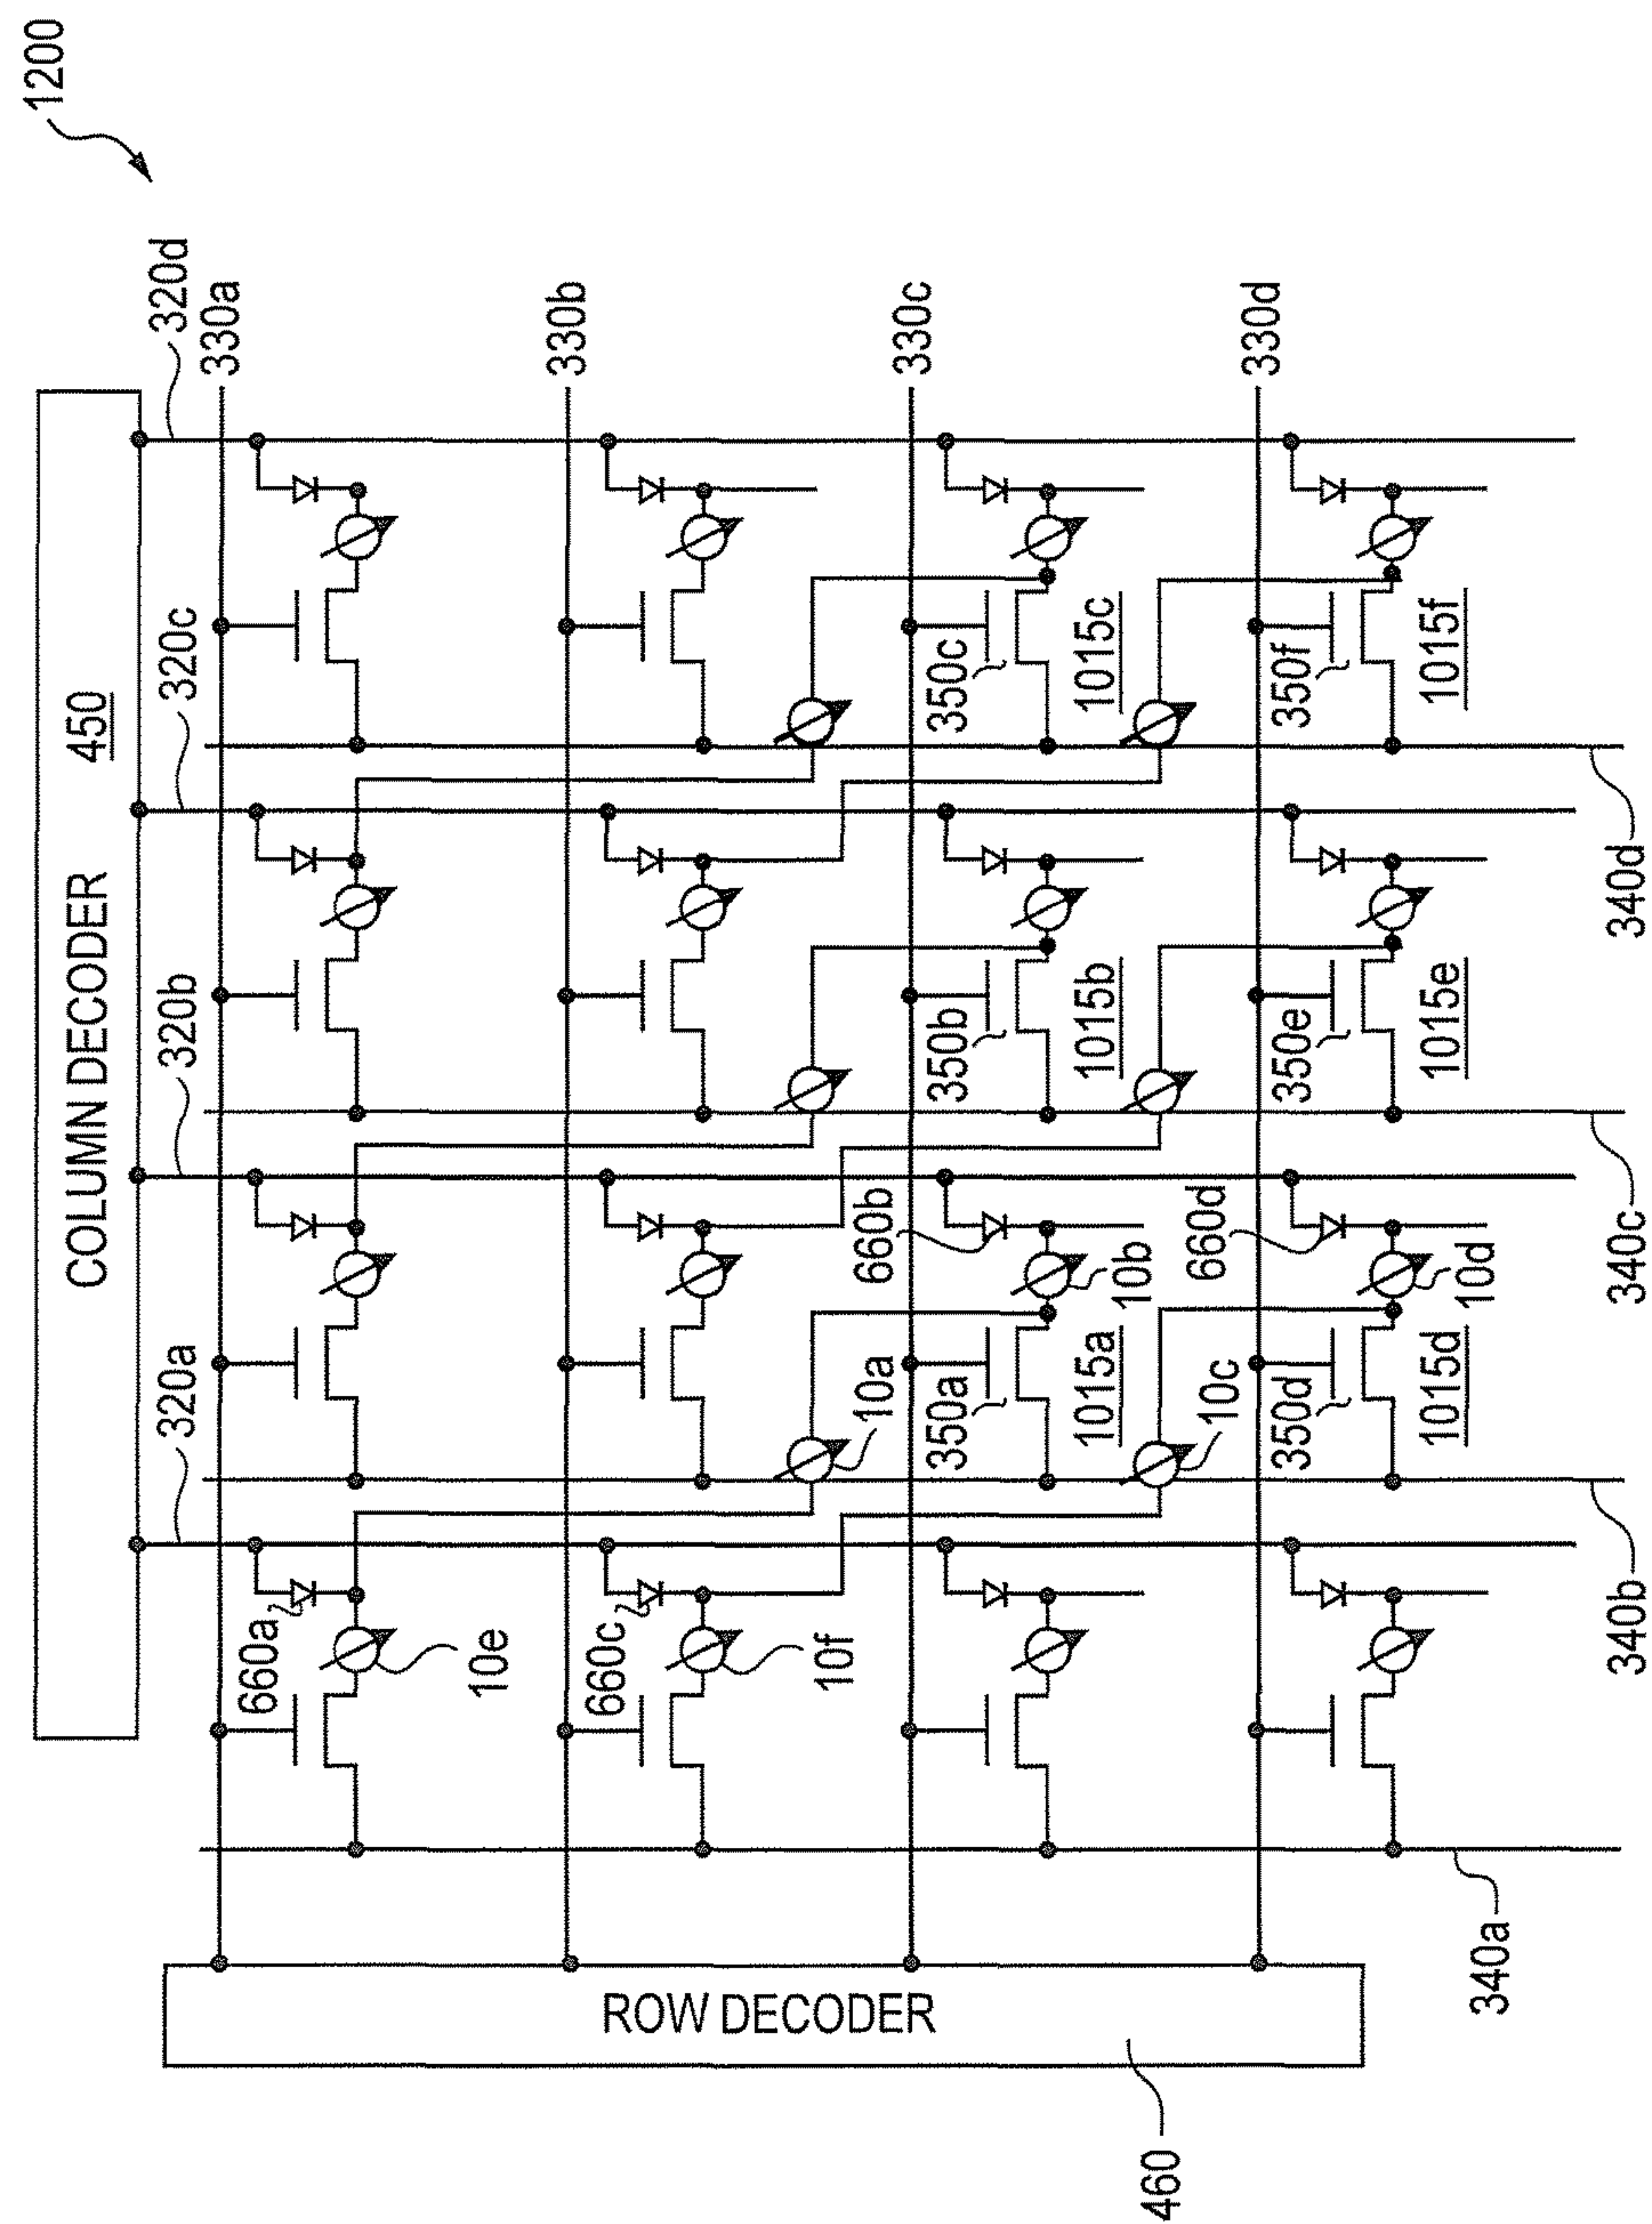 1200
COLUMN DECODER 450
320a
320b
320c
320d
330a
330b
330c
330d
660a
10e
660c
10f
10a
350a
1015a
660b
10b
10c
350d
1015d
660d
10d
350b
1015b
350e
1015e
350c
1015c
350f
1015f
340a
340b
340c
340d
ROW DECODER
460